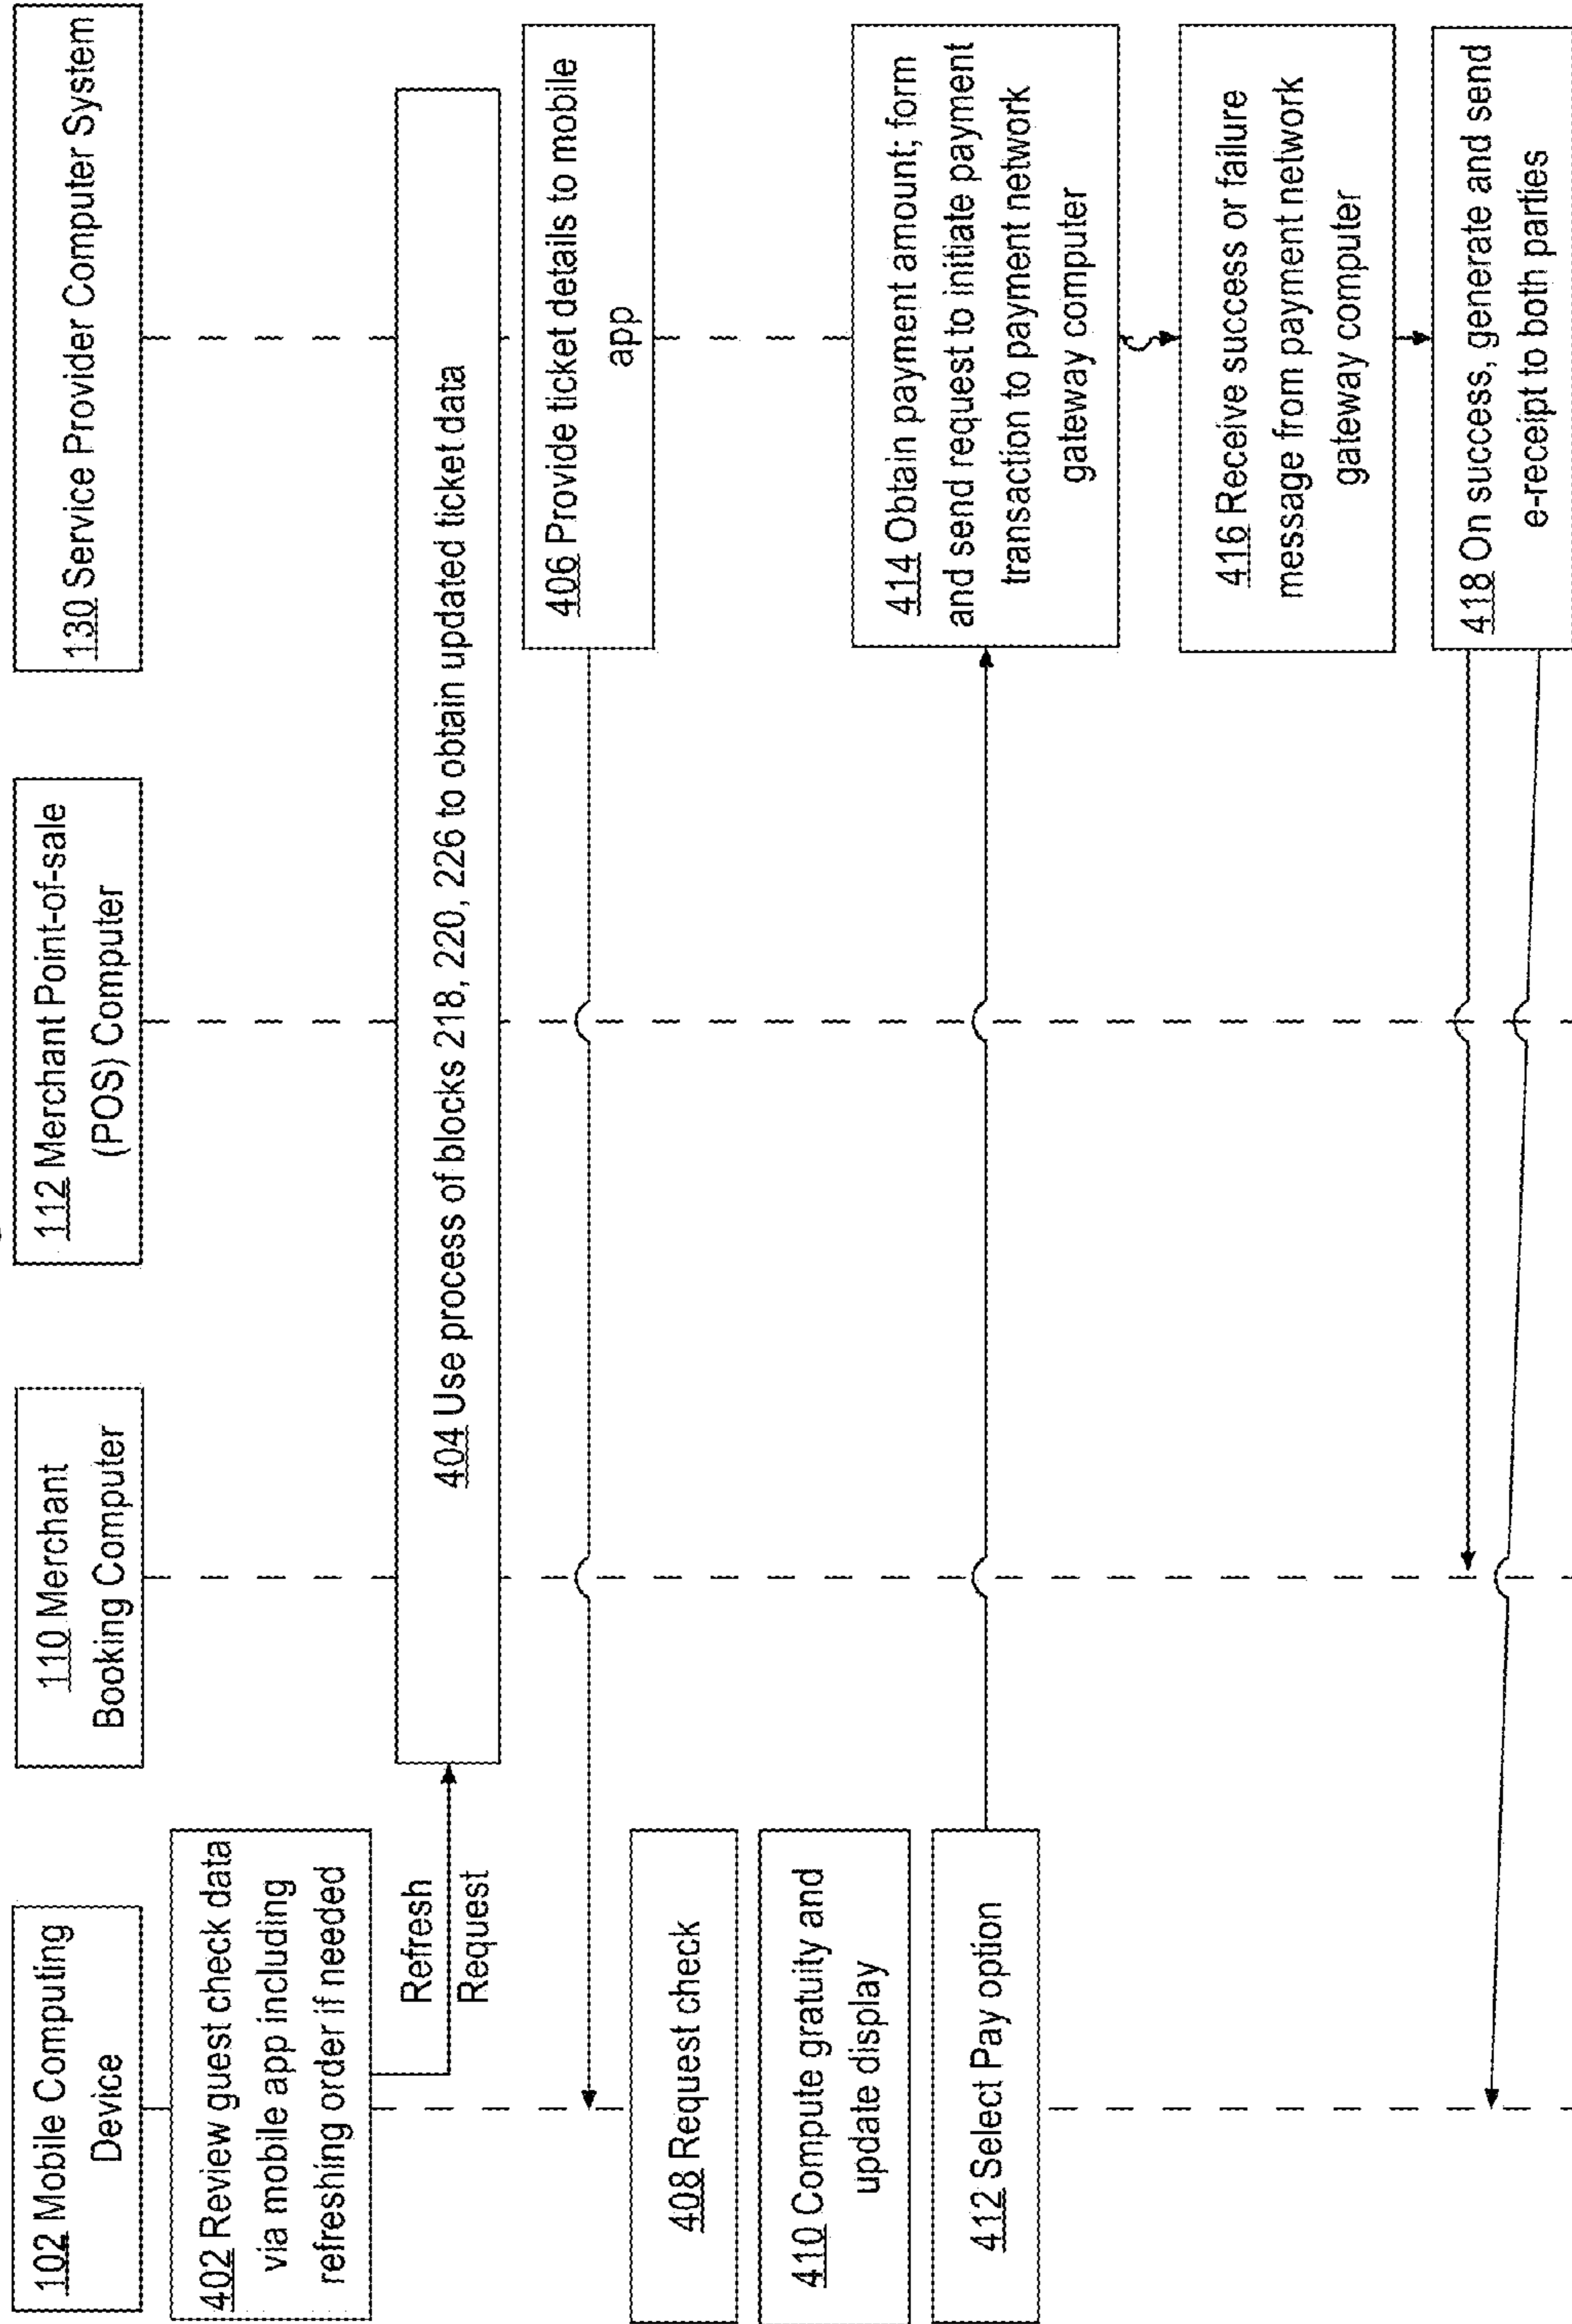 102 Mobile Computing
Device
110 Merchant
Booking Computer
112 Merchant Point-of-sale
(POS) Computer
130 Service Provider Computer System
402 Review guest check data
via mobile app including
refreshing order if needed
Refresh
Request
404 Use process of blocks 218, 220, 226 to obtain updated ticket data
406 Provide ticket details to mobile
app
408 Request check
410 Compute gratuity and
update display
412 Select Pay option
414 Obtain payment amount; form
and send request to initiate payment
transaction to payment network
gateway computer
416 Receive success or failure
message from payment network
gateway computer
418 On success, generate and send
e-receipt to both parties